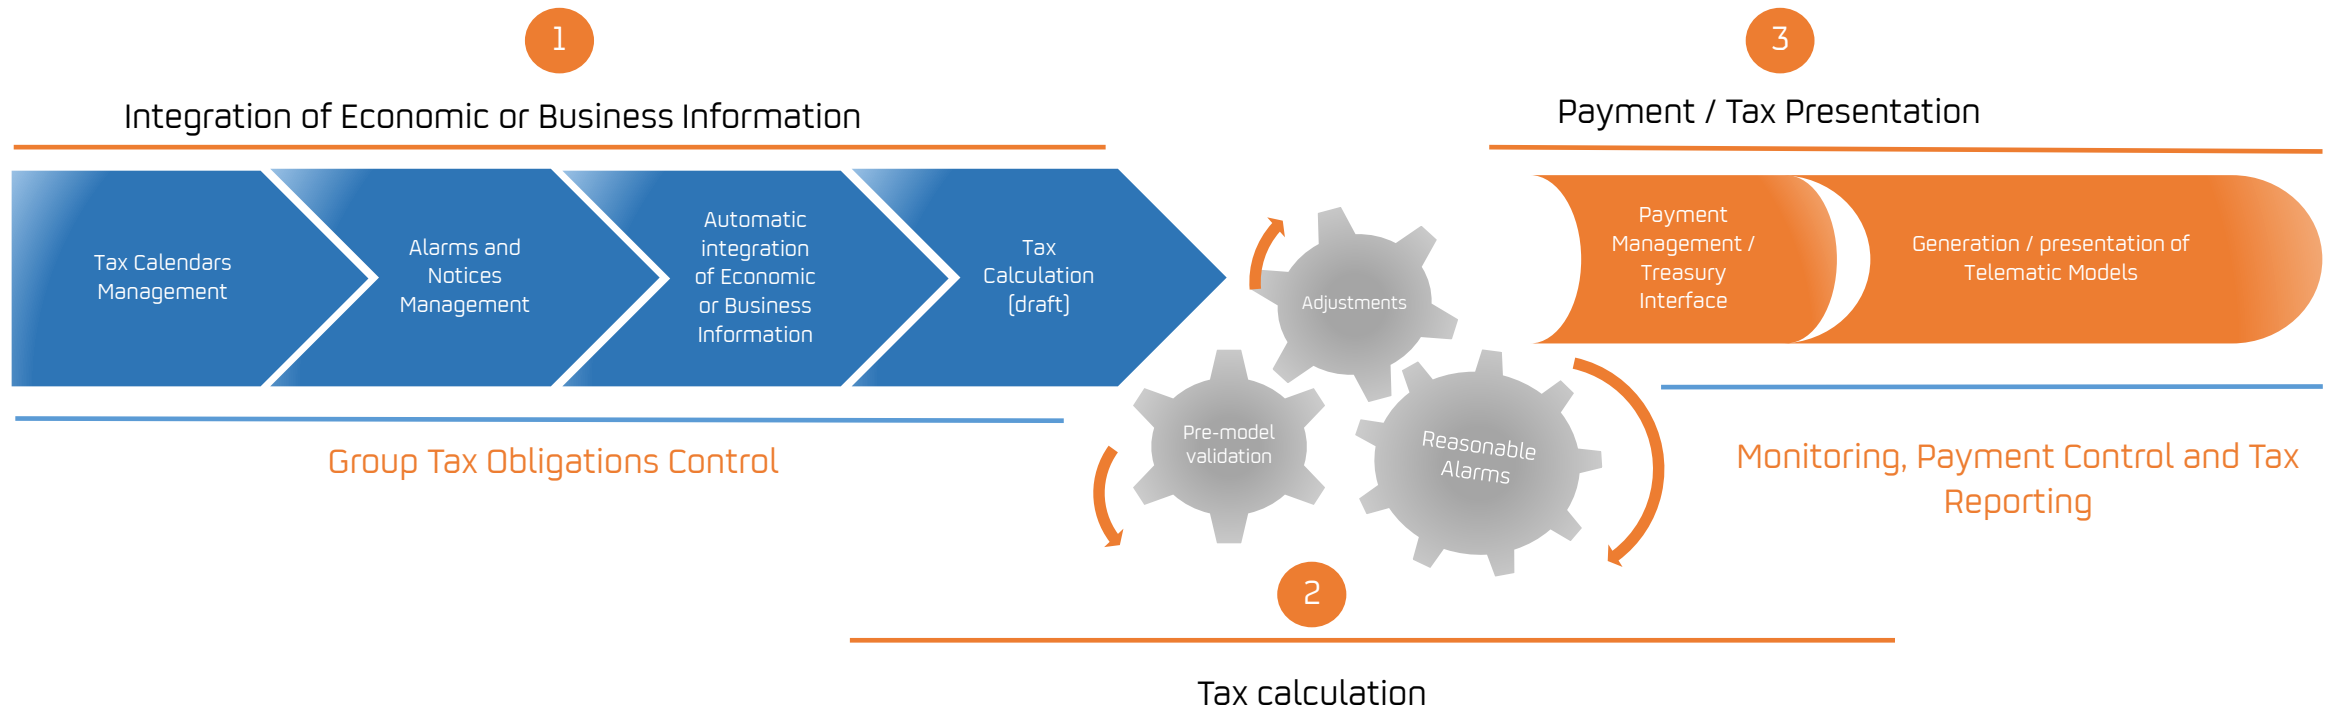 1
Integration of Economic or Business Information
Tax Calendars
Management
Alarms and
Notices
Management
Automatic
integration
of Economic
or Business
Information
Tax
Calculation
(draft)
Group Tax Obligations Control
Adjustments
Pre-model
validation
Reasonable
Alarms
2
Tax calculation
3
Payment / Tax Presentation
Payment
Management /
Treasury
Interface
Generation / presentation of
Telematic Models
Monitoring, Payment Control and Tax
Reporting